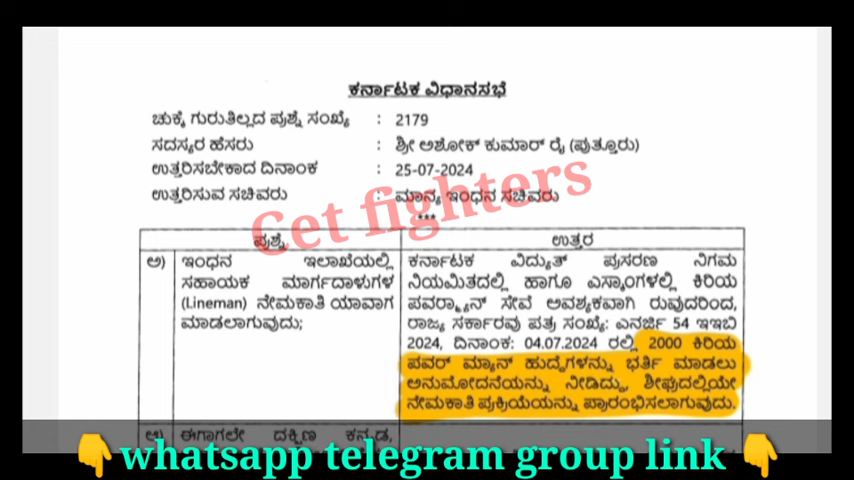 ಕರ್ನಾಟಕ ವಿಧಾನಸಭೆ
ಚುಕ್ಕೆ ಗುರುತಿಲ್ಲದ ಪ್ರಶ್ನೆ ಸಂಖ್ಯೆ : 2179
ಸದಸ್ಯರ ಹೆಸರು : ಶ್ರೀ ಅಶೋಕ್ ಕುಮಾರ್ ರೈ (ಪುತ್ತೂರು)
ಉತ್ತರಿಸಬೇಕಾದ ದಿನಾಂಕ : 25-07-2024
ಉತ್ತರಿಸುವ ಸಚಿವರು : ಮಾನ್ಯ ಇಂಧನ ಸಚಿವರು
***
Cet fighters
ಪ್ರಶ್ನೆ
ಅ) ಇಂಧನ ಇಲಾಖೆಯಲ್ಲಿ
ಸಹಾಯಕ ಮಾರ್ಗದಾಳುಗಳ
(Lineman) ನೇಮಕಾತಿ ಯಾವಾಗ
ಮಾಡಲಾಗುವುದು;
ಉತ್ತರ
ಕರ್ನಾಟಕ ವಿದ್ಯುತ್ ಪ್ರಸರಣ ನಿಗಮ
ನಿಯಮಿತದಲ್ಲಿ ಹಾಗೂ ಎಸ್ಕಾಂಗಳಲ್ಲಿ ಕಿರಿಯ
ಪವರ್‍ಮ್ಯಾನ್ ಸೇವೆ ಅವಶ್ಯಕವಾಗಿ ರುವುದರಿಂದ,
ರಾಜ್ಯ ಸರ್ಕಾರವು ಪತ್ರ ಸಂಖ್ಯೆ: ಎನರ್ಜಿ 54 ಇಇಬಿ
2024, ದಿನಾಂಕ: 04.07.2024 ರಲ್ಲಿ 2000 ಕಿರಿಯ
ಪವರ್ ಮ್ಯಾನ್ ಹುದ್ದೆಗಳನ್ನು ಭರ್ತಿ ಮಾಡಲು
ಅನುಮೋದನೆಯನ್ನು ನೀಡಿದ್ದು, ಶೀಘ್ರದಲ್ಲಿಯೇ
ನೇಮಕಾತಿ ಪ್ರಕ್ರಿಯೆಯನ್ನು ಪ್ರಾರಂಭಿಸಲಾಗುವುದು.
ಆ) ಈಗಾಗಲೇ ದಕ್ಷಿಣ ಕನ್ನಡ,
👇whatsapp telegram group link 👇